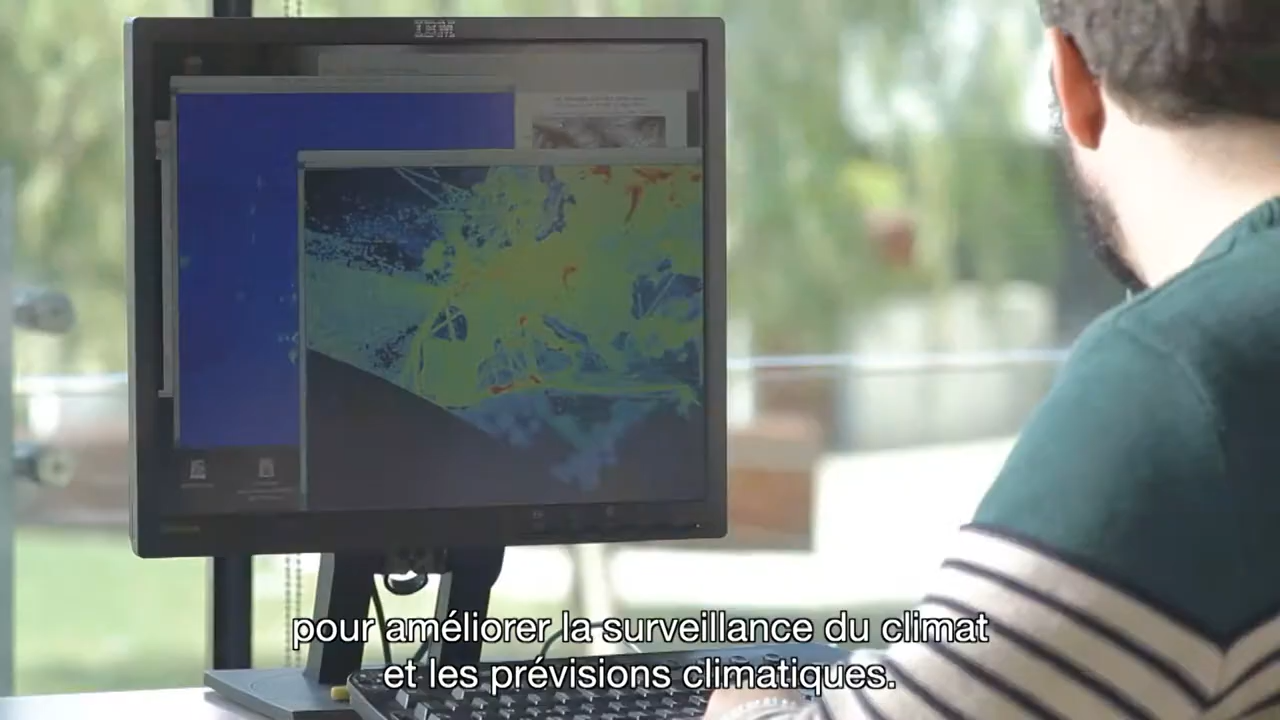 IBM
pour améliorer la surveillance du climat
et les prévisions climatiques.